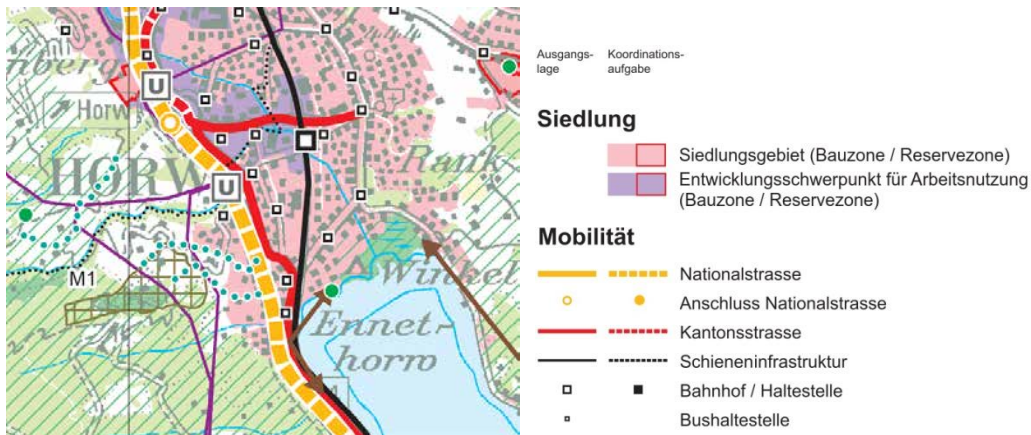 nberg
Horw
U
HORW
U
M1
Rank
Winkel
Ennet-
horw
Ausgangs-
lage
Koordinations-
aufgabe
Siedlung
Siedlungsgebiet (Bauzone / Reservezone)
Entwicklungsschwerpunkt für Arbeitsnutzung
(Bauzone / Reservezone)
Mobilität
Nationalstrasse
Anschluss Nationalstrasse
Kantonsstrasse
Schieneninfrastruktur
Bahnhof / Haltestelle
Bushaltestelle